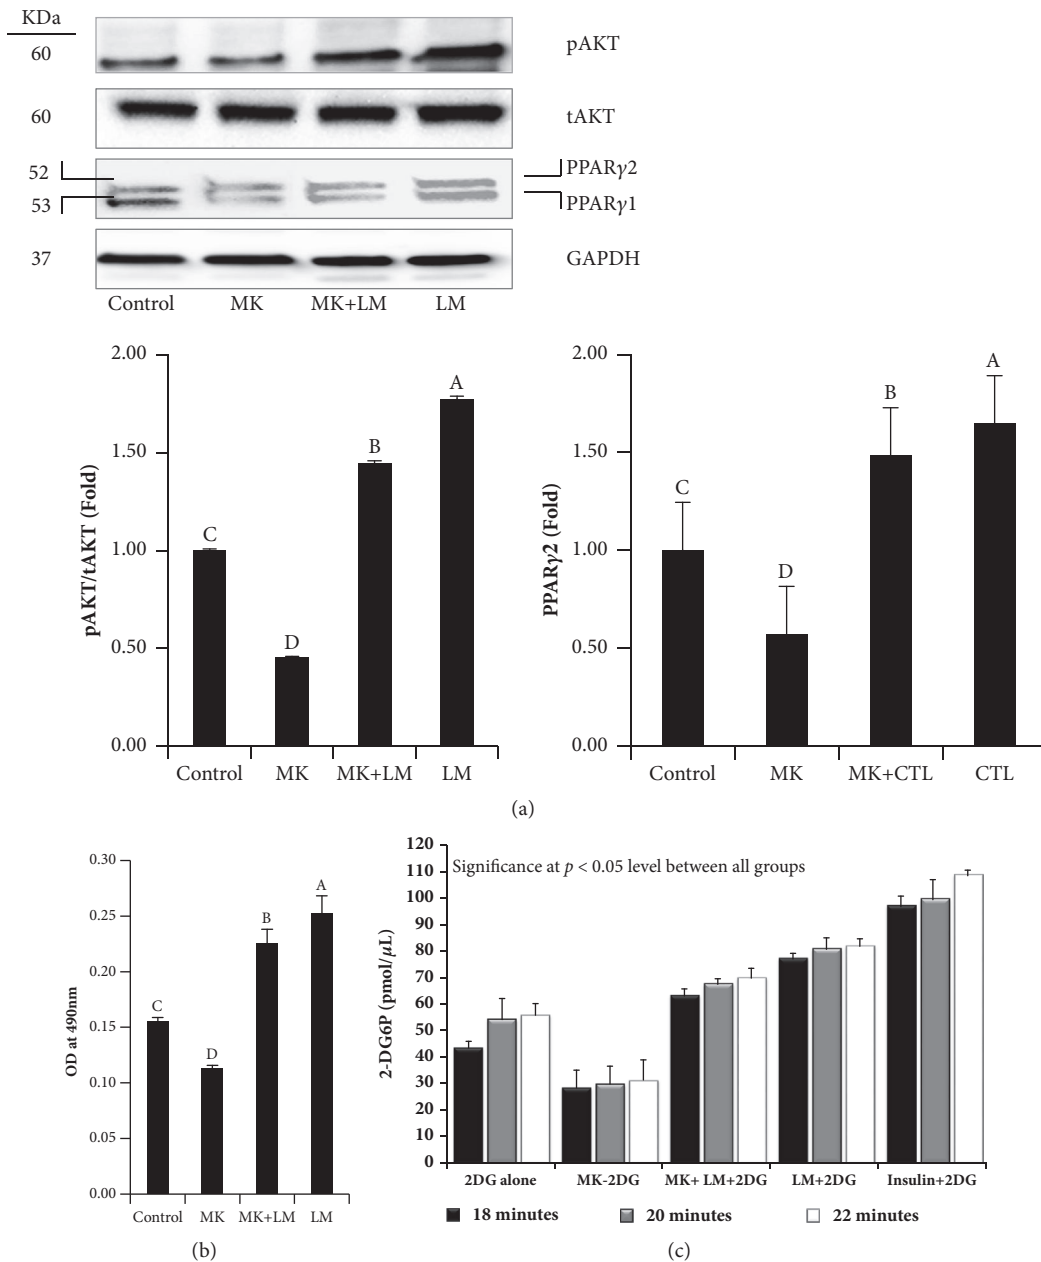 KDa
60 pAKT
60 tAKT
52 PPARγ2
53 PPARγ1
37 GAPDH
Control MK MK+LM LM
2.00
1.50
1.00
0.50
0.00
pAKT/tAKT (Fold)
C
D
B
A
Control MK MK+LM LM
2.00
1.50
1.00
0.50
0.00
PPARγ2 (Fold)
C
D
B
A
Control MK MK+CTL CTL
(a)
0.30
0.25
0.20
0.15
0.10
0.05
0.00
OD at 490nm
C
D
B
A
Control MK MK+LM LM
(b)
120
110
100
90
80
70
60
50
40
30
20
10
0
2-DG6P (pmol/μL)
Significance at p < 0.05 level between all groups
2DG alone MK-2DG MK+ LM+2DG LM+2DG Insulin+2DG
18 minutes 20 minutes 22 minutes
(c)